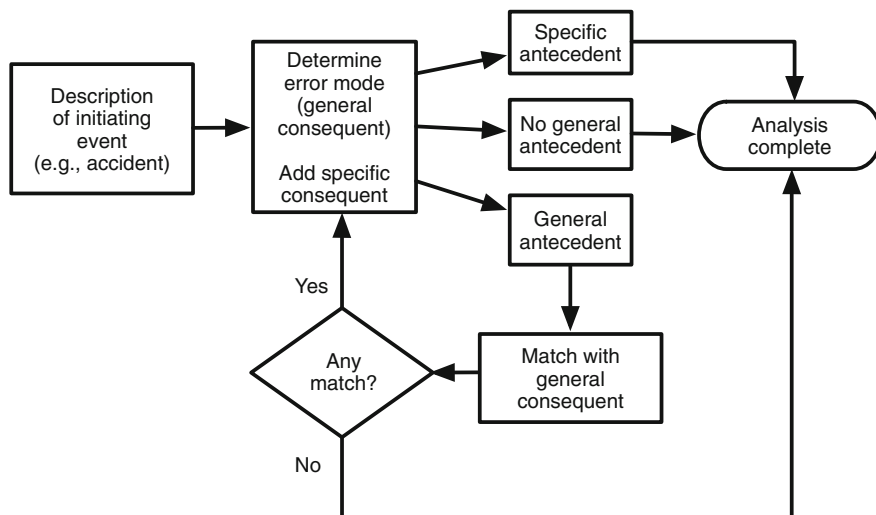 Description
of initiating
event
(e.g., accident)
Determine
error mode
(general
consequent)
Add specific
consequent
Specific
antecedent
No general
antecedent
General
antecedent
Analysis
complete
Match with
general
consequent
Any
match?
Yes
No